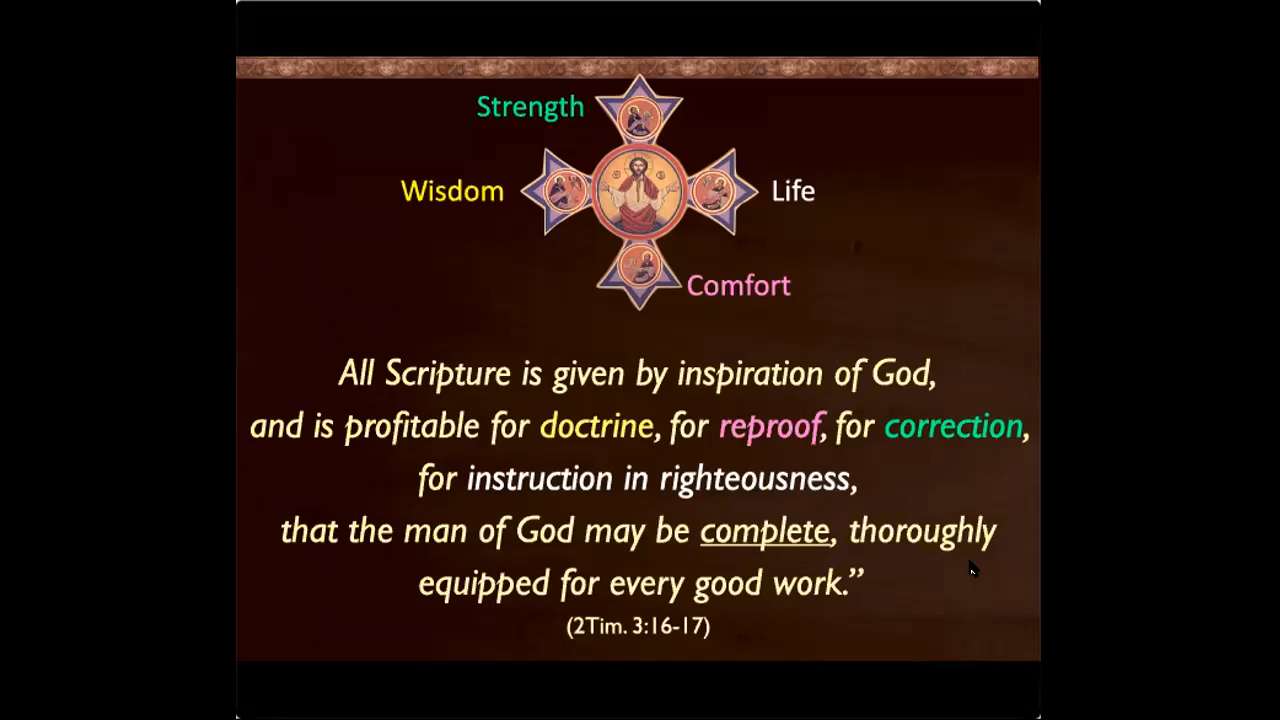 Strength
Wisdom
Life
Comfort
All Scripture is given by inspiration of God,
and is profitable for doctrine, for reproof, for correction,
for instruction in righteousness,
that the man of God may be complete, thoroughly
equipped for every good work.”
(2Tim. 3:16-17)